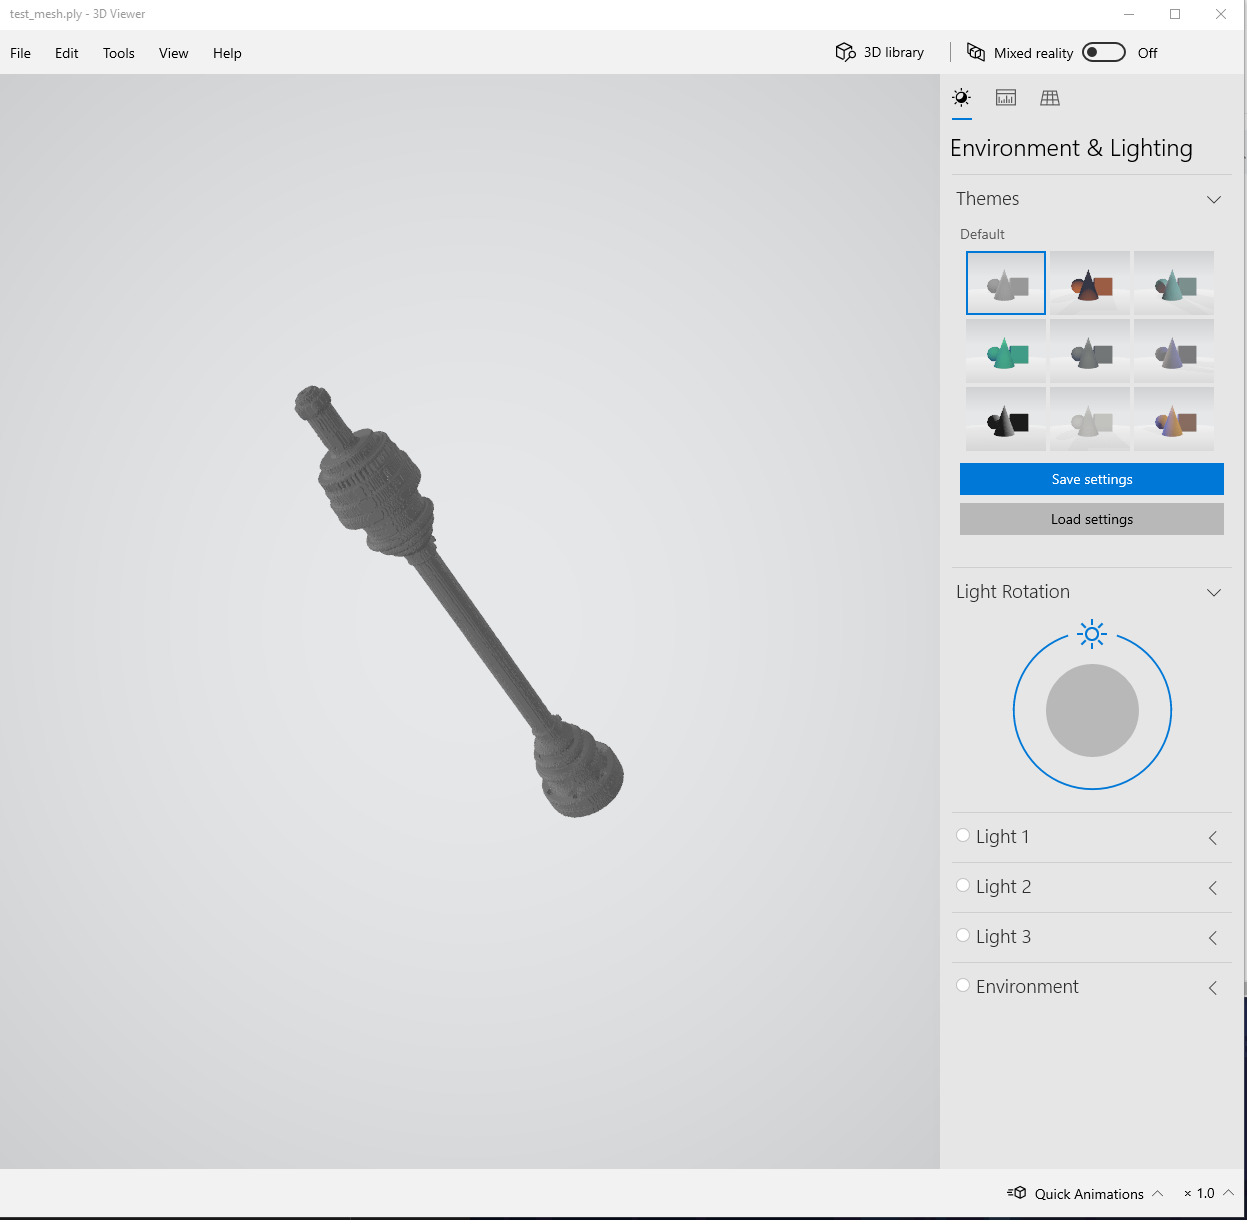 test_mesh.ply - 3D Viewer
File Edit Tools View Help 3D library Mixed reality Off
Environment & Lighting
Themes
Default
Save settings
Load settings
Light Rotation
Light 1
Light 2
Light 3
Environment
Quick Animations × 1.0